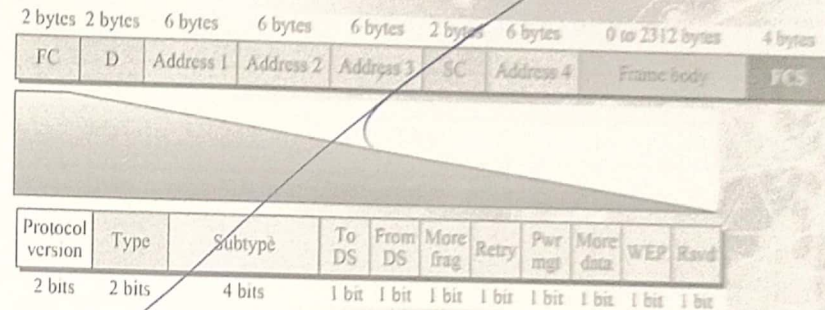 2 bytes 2 bytes 6 bytes 6 bytes 6 bytes 2 bytes 6 bytes 0 to 2312 bytes 4 bytes
FC D Address 1 Address 2 Address 3 SC Address 4 Frame body FCS
Protocol version Type Subtype To DS From DS More frag Retry Pwr mgt More data WEP Rsvd
2 bits 2 bits 4 bits 1 bit 1 bit 1 bit 1 bit 1 bit 1 bit 1 bit 1 bit